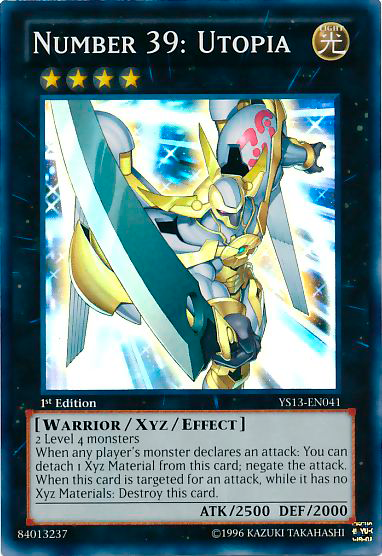 NUMBER 39: UTOPIA
LIGHT
光
39
1st Edition
YS13-EN041
[WARRIOR / XYZ / EFFECT]
2 Level 4 monsters
When any player's monster declares an attack: You can
detach 1 Xyz Material from this card; negate the attack.
When this card is targeted for an attack, while it has no
Xyz Materials: Destroy this card.
ATK/2500 DEF/2000
84013237
©1996 KAZUKI TAKAHASHI